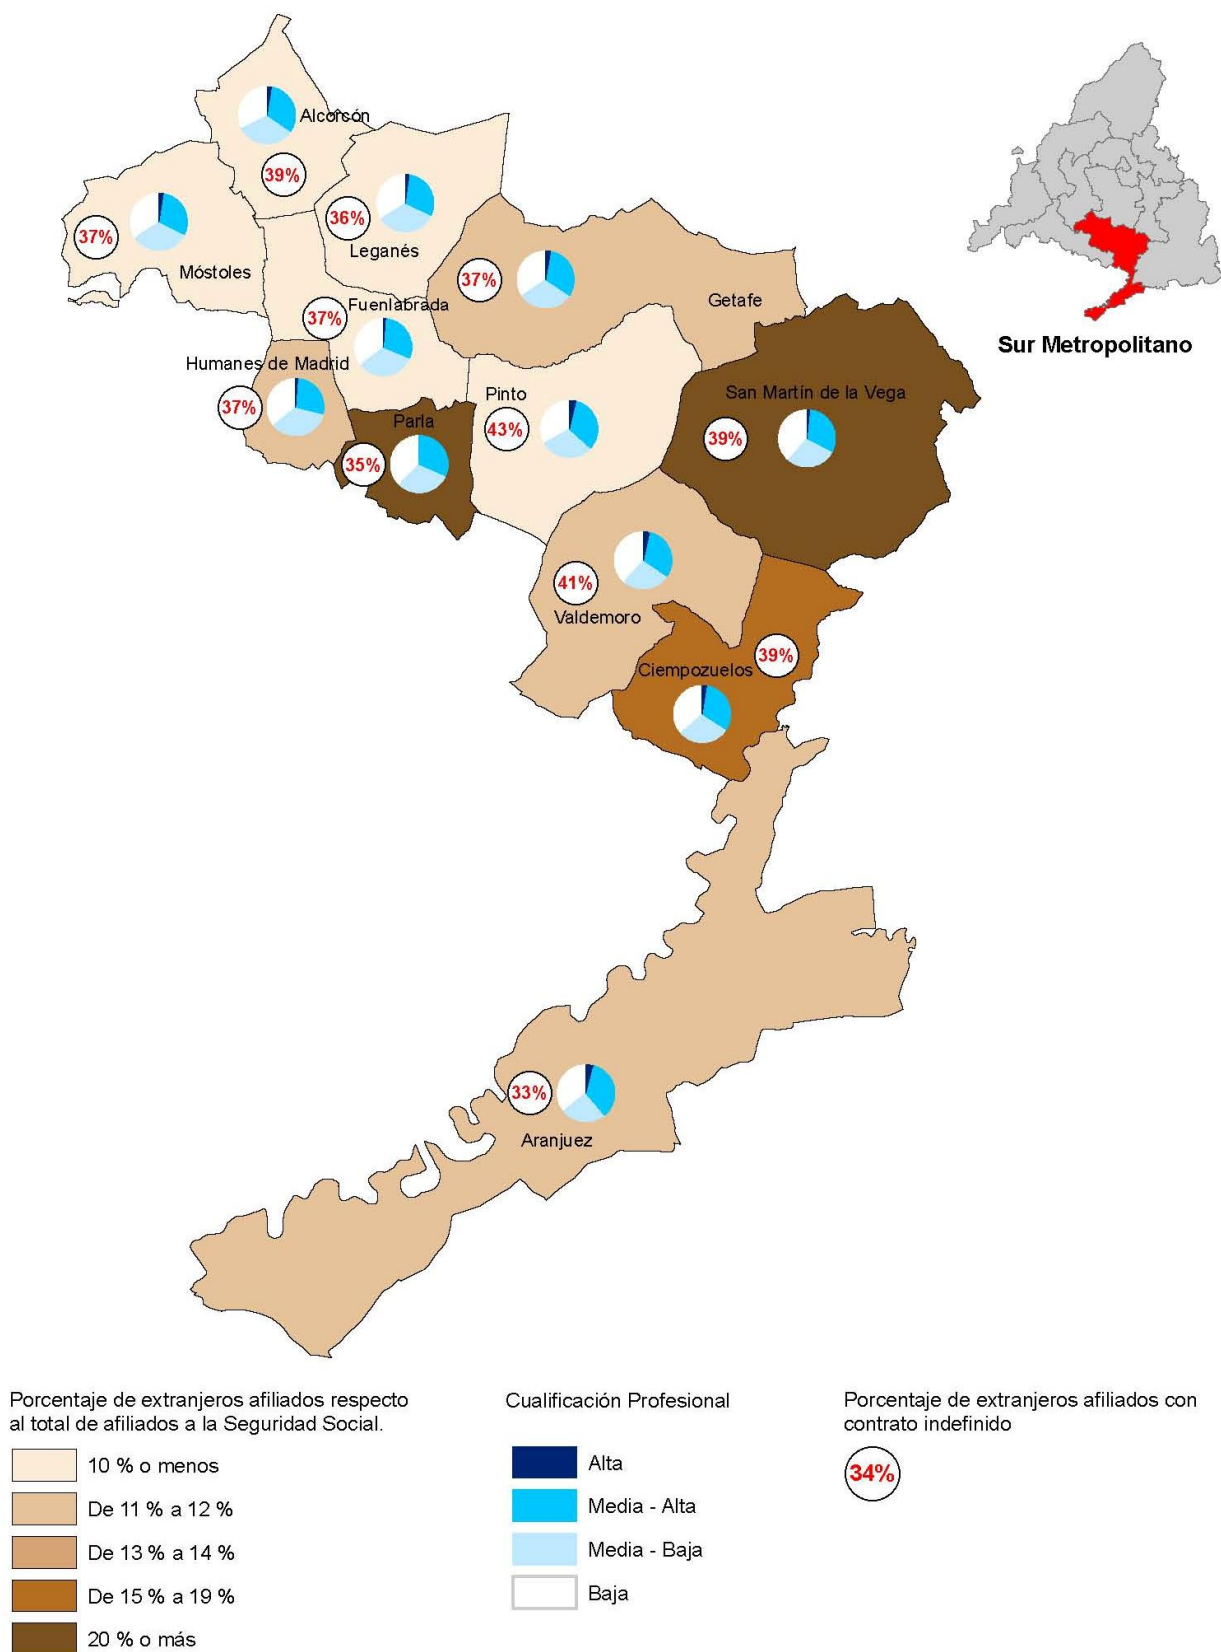 Alcorcón
39%
36%
Leganés
37%
Móstoles
37%
Getafe
37%
Fuenlabrada
Sur Metropolitano
Humanes de Madrid
37%
Pinto
43%
San Martín de la Vega
39%
Parla
35%
41%
Valdemoro
39%
Ciempozuelos
33%
Aranjuez
Porcentaje de extranjeros afiliados respecto
al total de afiliados a la Seguridad Social.
10 % o menos
De 11 % a 12 %
De 13 % a 14 %
De 15 % a 19 %
20 % o más
Cualificación Profesional
Alta
Media - Alta
Media - Baja
Baja
Porcentaje de extranjeros afiliados con
contrato indefinido
34%